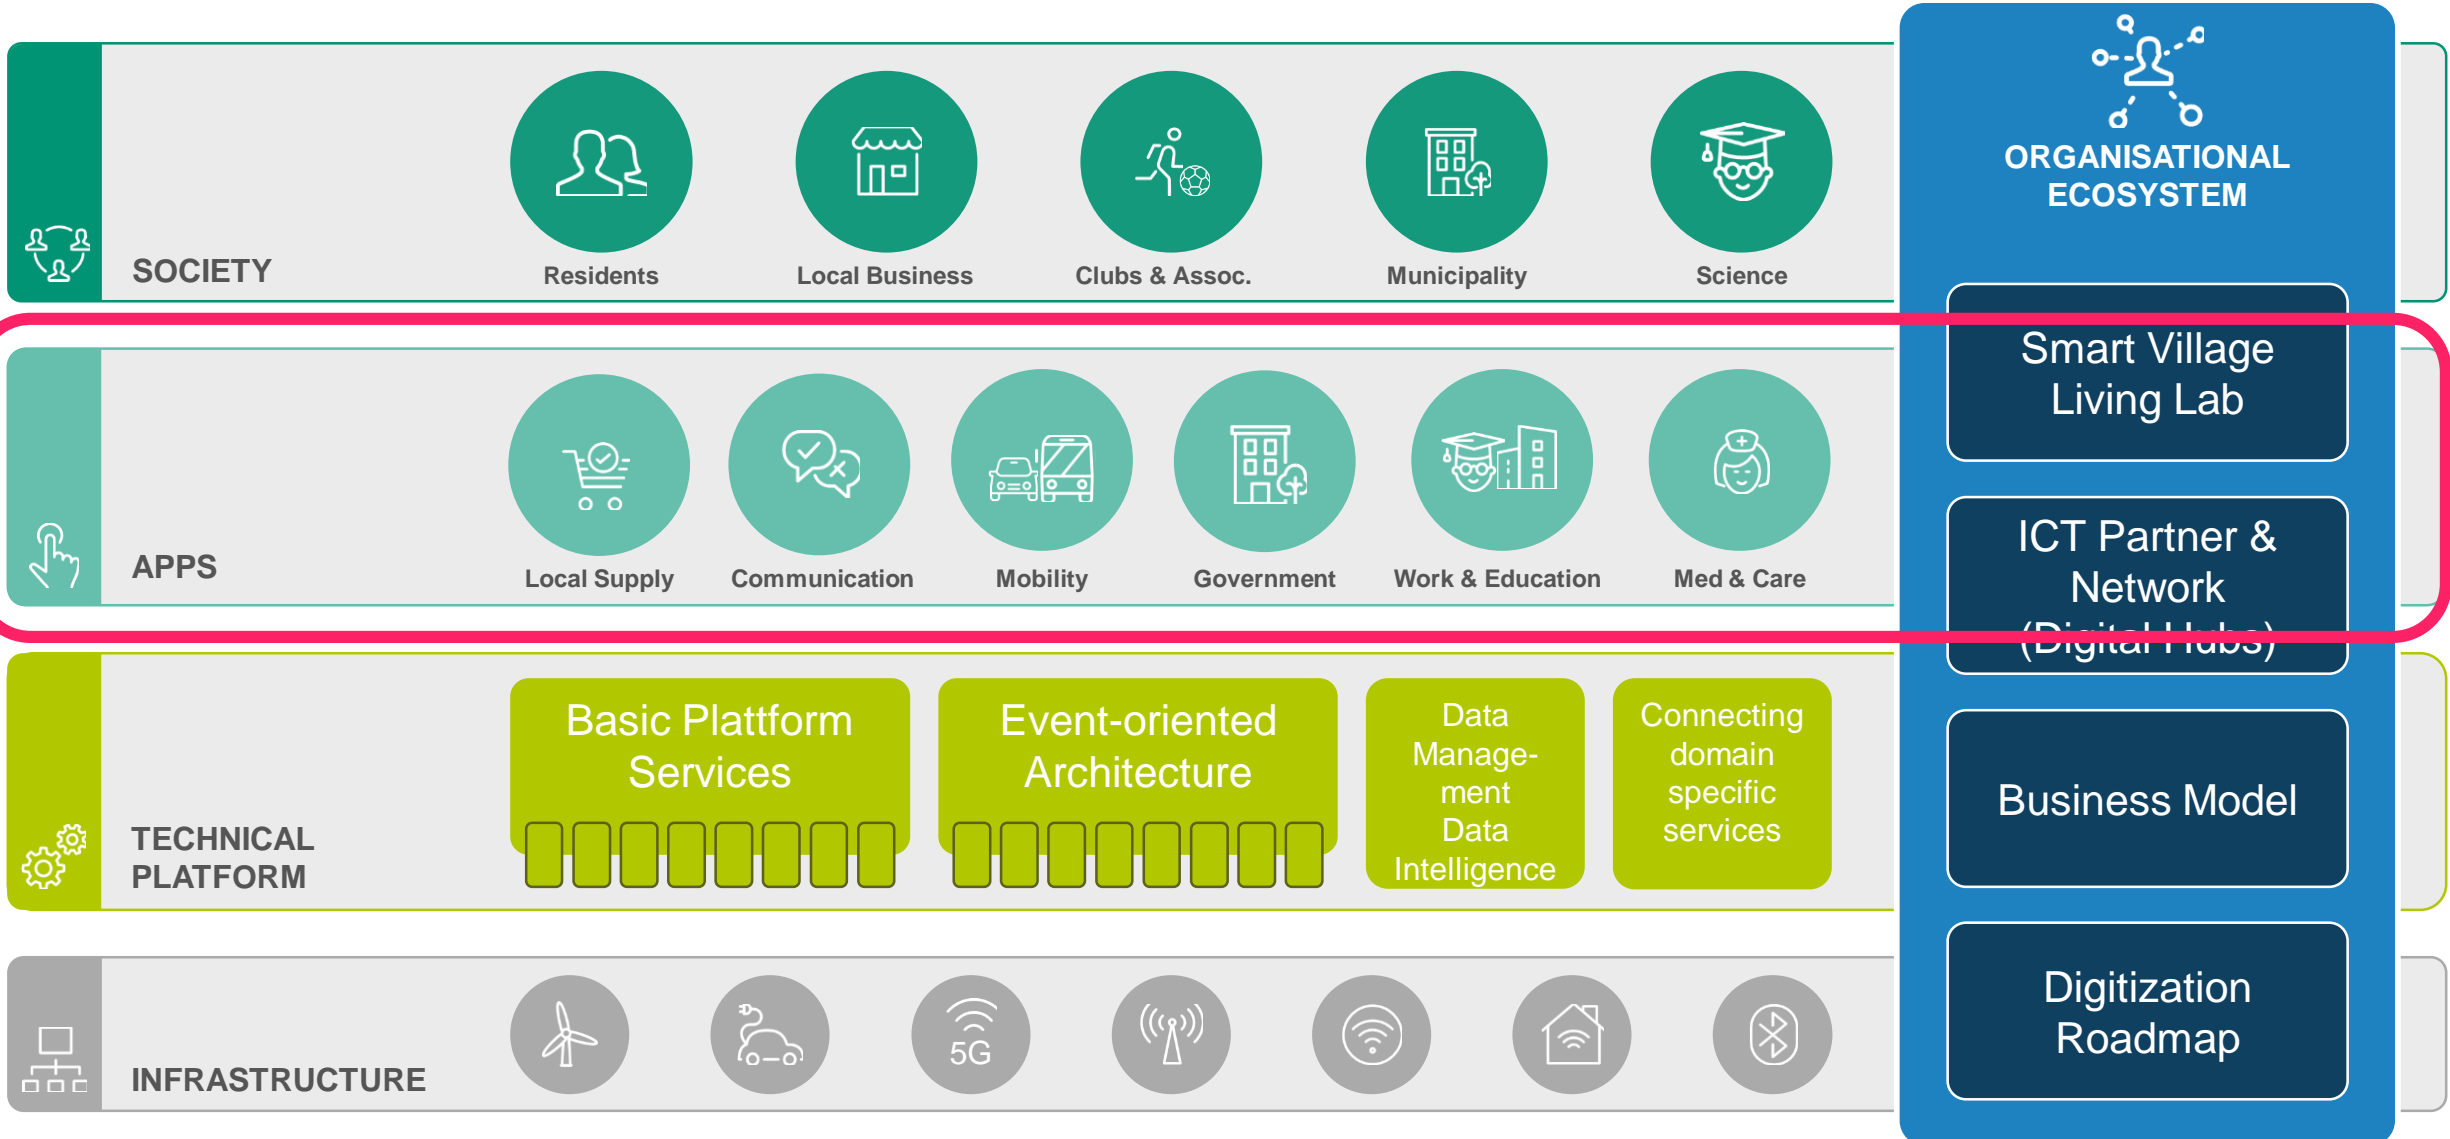 SOCIETY
Residents
Local Business
Clubs & Assoc.
Municipality
Science
APPS
Local Supply
Communication
Mobility
Government
Work & Education
Med & Care
TECHNICAL
PLATFORM
Basic Plattform
Services
Event-oriented
Architecture
Data
Manage-
ment
Data
Intelligence
Connecting
domain
specific
services
INFRASTRUCTURE
5G
ORGANISATIONAL
ECOSYSTEM
Smart Village
Living Lab
ICT Partner &
Network
(Digital Hubs)
Business Model
Digitization
Roadmap